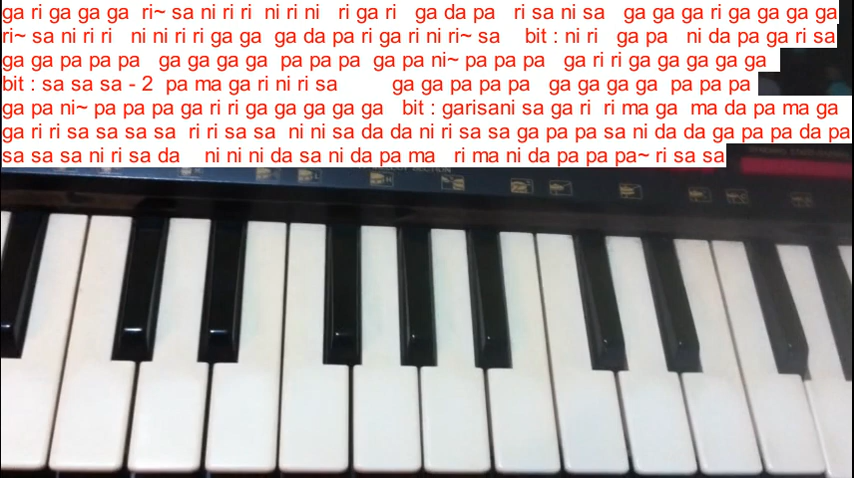 ga ri ga ga ga ri~ sa ni ri ri ni ri ni ri ga ri ga da pa ri sa ni sa ga ga ga ri ga ga ga ga
ri~ sa ni ri ri ni ni ri ri ga ga ga da pa ri ga ri ni ri~ sa bit : ni ri ga pa ni da pa ga ri sa
ga ga pa pa pa ga ga ga ga pa pa pa ga pa ni~ pa pa pa ga ri ri ga ga ga ga ga
bit : sa sa sa - 2 pa ma ga ri ni ri sa ga ga pa pa pa ga ga ga ga pa pa pa
ga pa ni~ pa pa pa ga ri ri ga ga ga ga ga bit : garisani sa ga ri ri ma ga ma da pa ma ga
ga ri ri sa sa sa sa ri ri sa sa ni ni sa da da ni ri sa sa ga pa pa sa ni da da ga pa pa da pa
sa sa sa ni ri sa da ni ni ni da sa ni da pa ma ri ma ni da pa pa pa~ ri sa sa